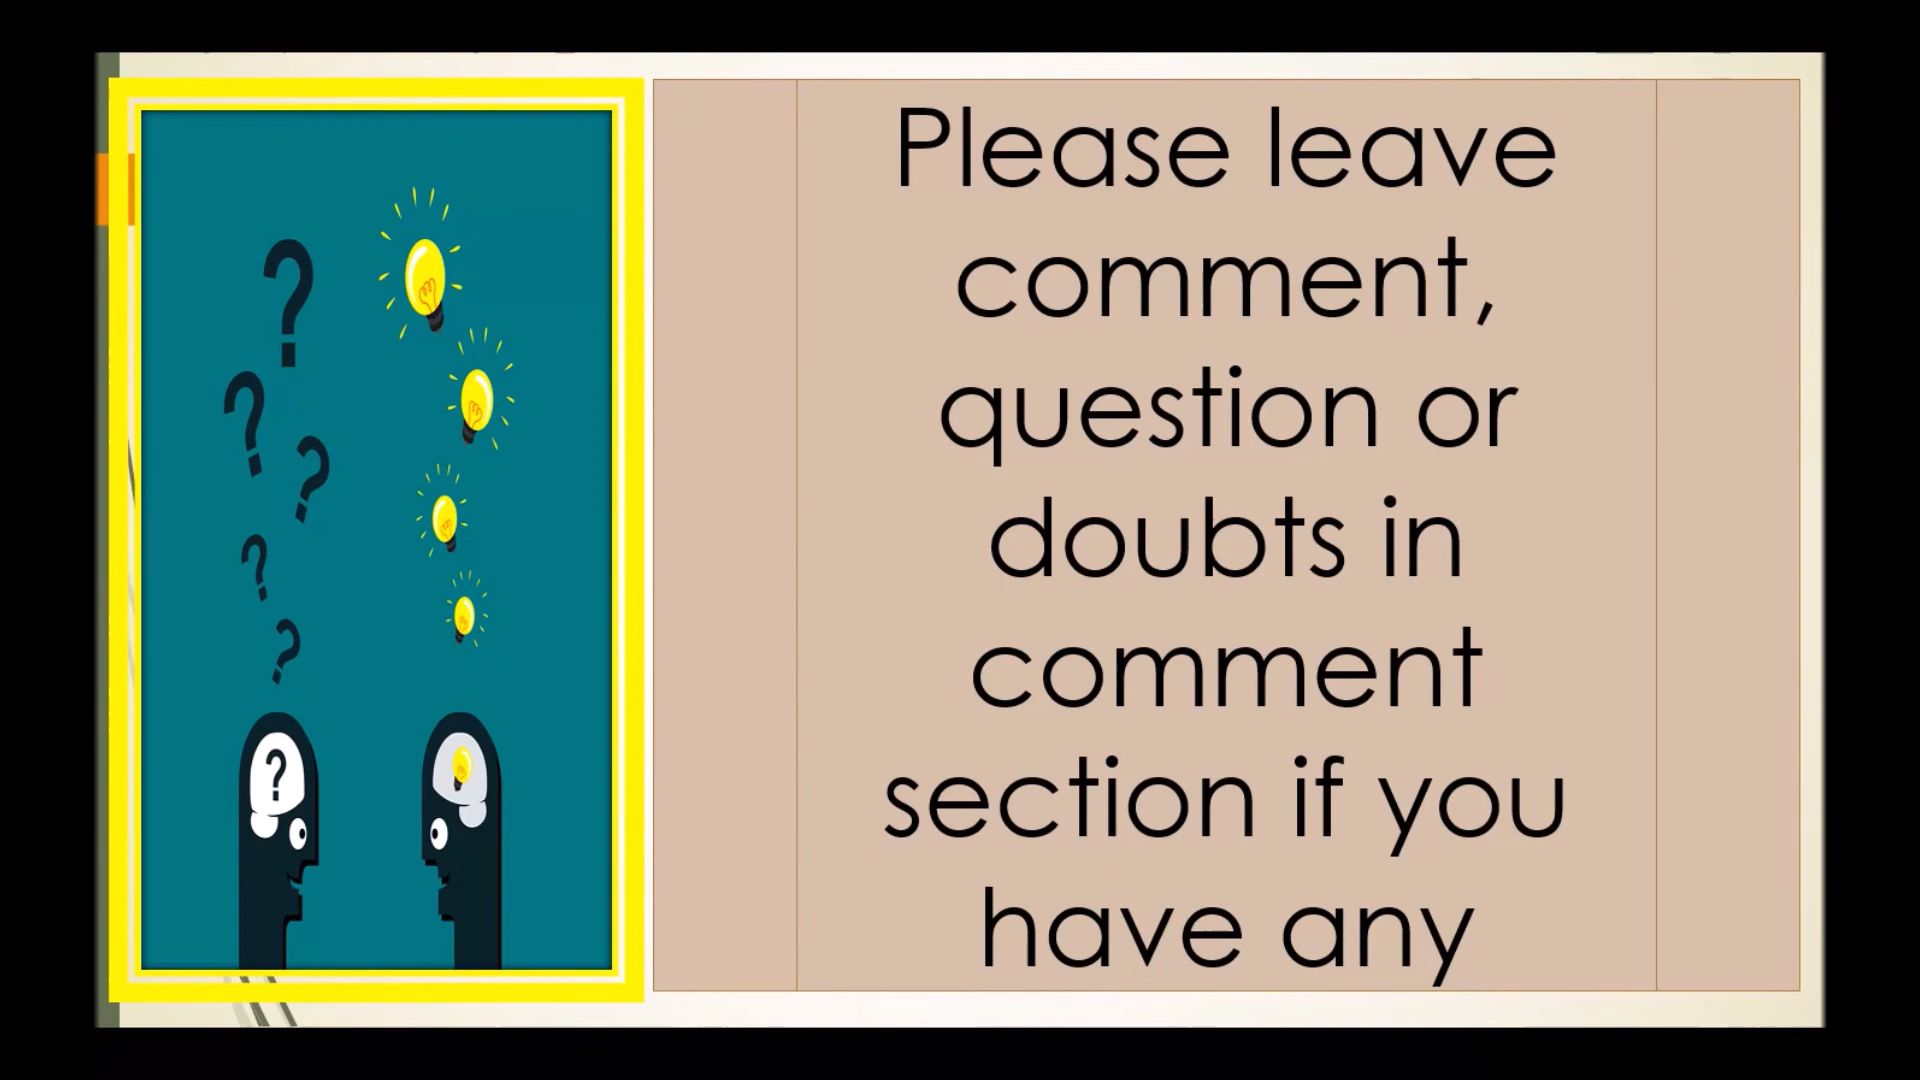 Please leave
comment,
question or
doubts in
comment
section if you
have any